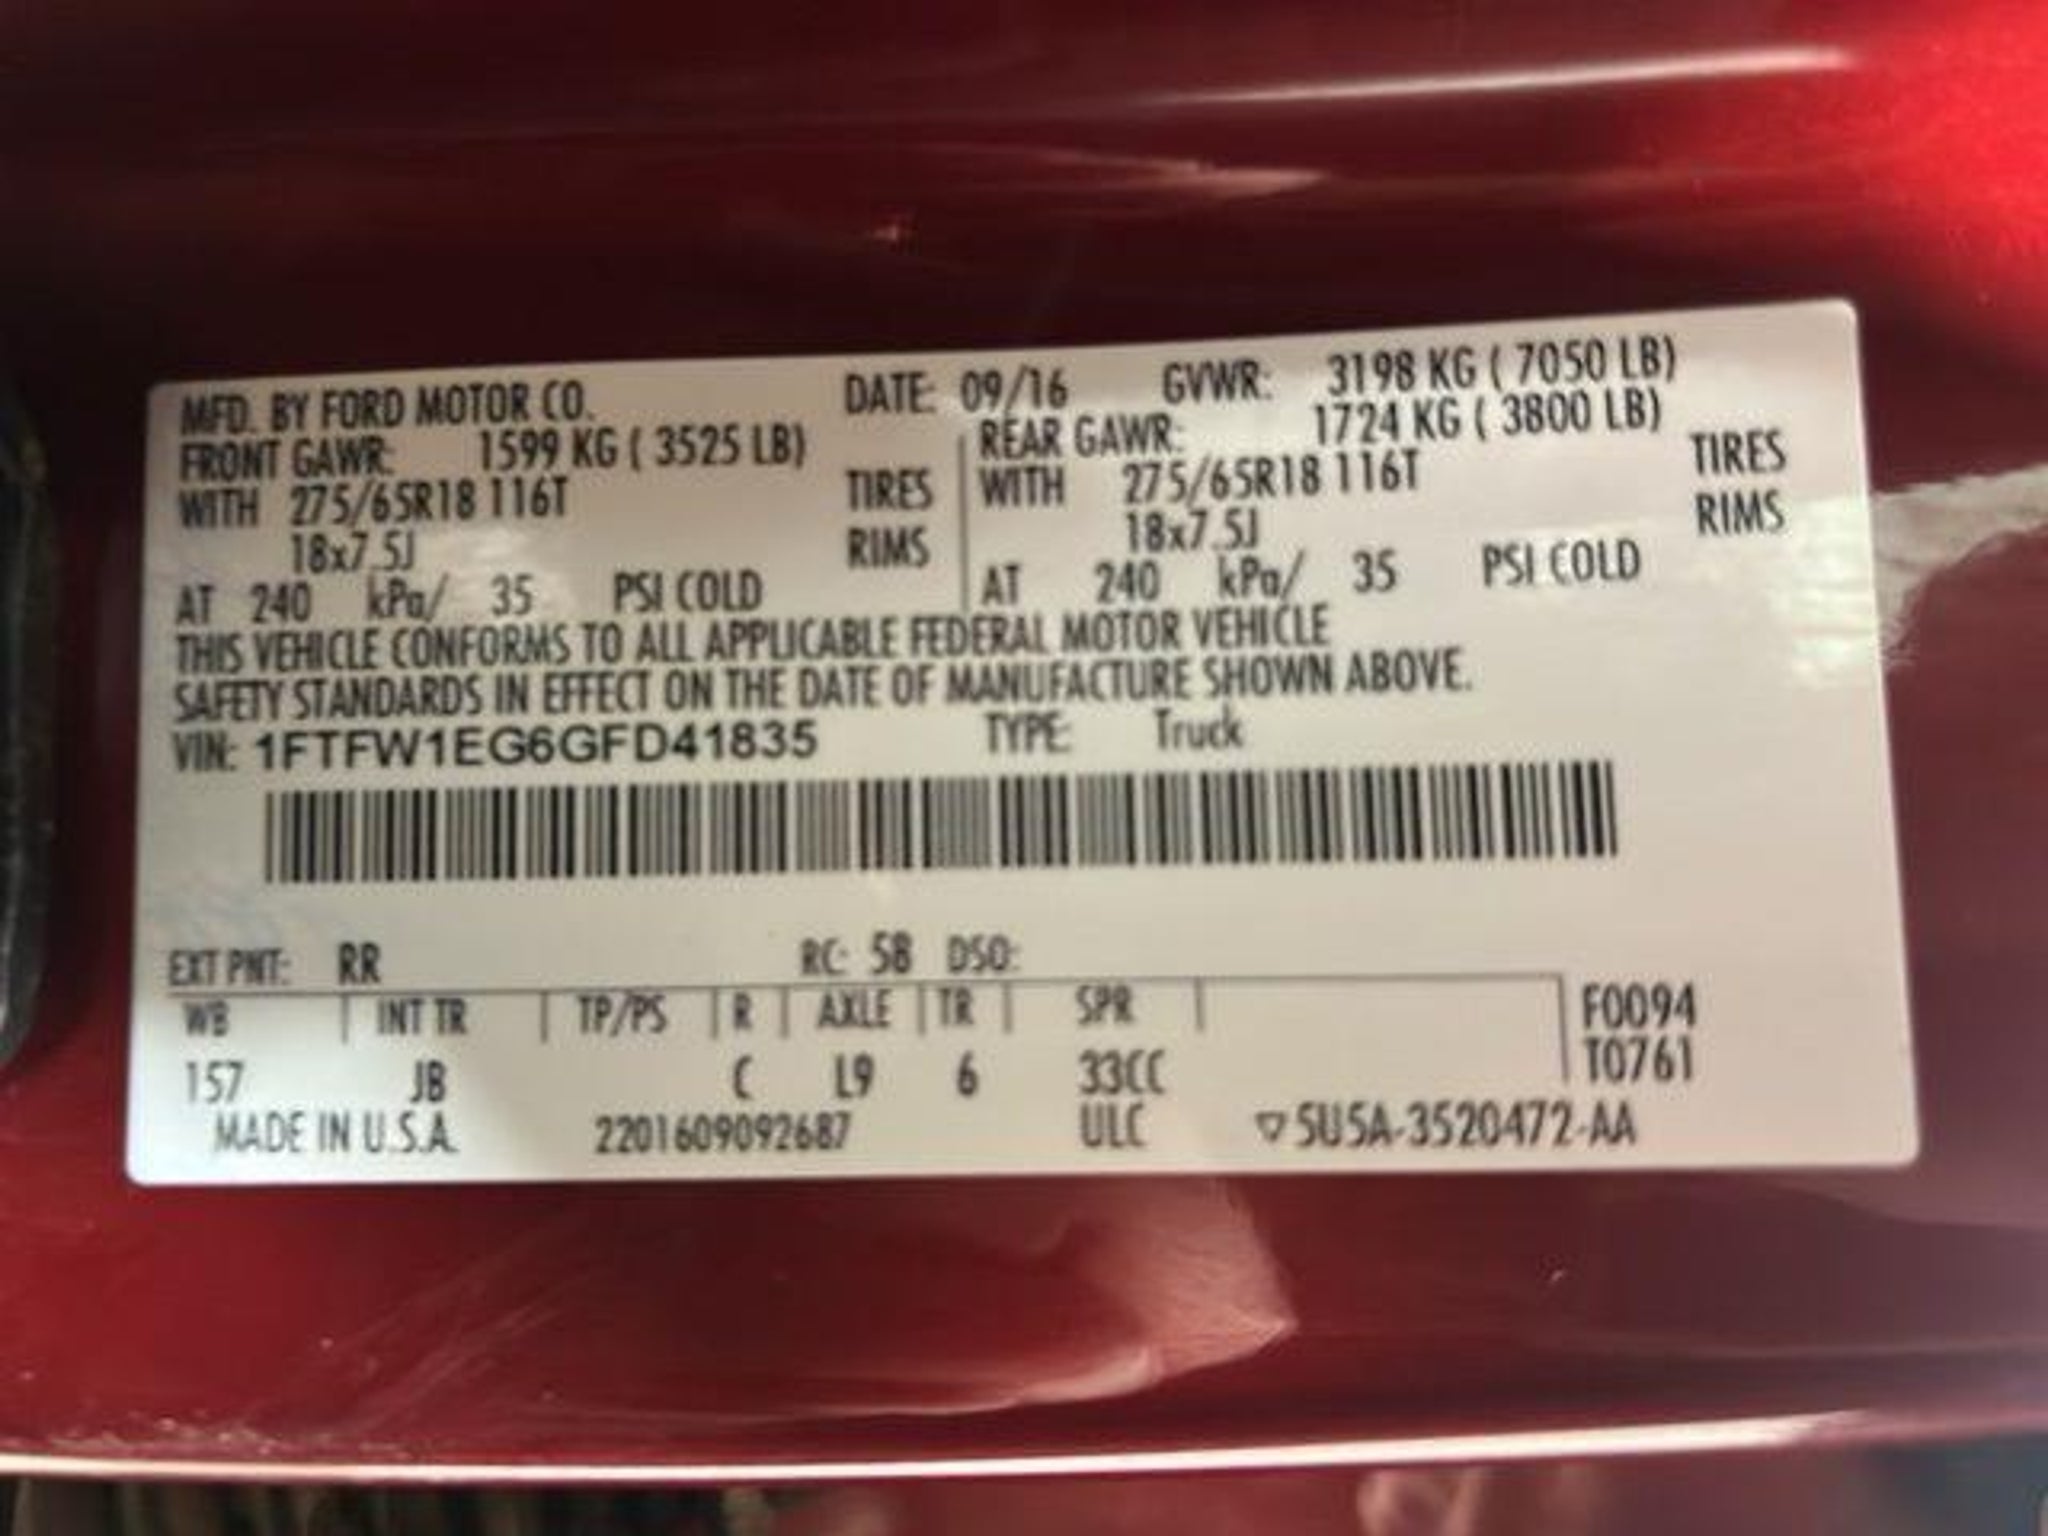 MFD. BY FORD MOTOR CO. DATE: 09/16 GVWR: 3198 KG ( 7050 LB)
FRONT GAWR: 1599 KG ( 3525 LB) REAR GAWR: 1724 KG ( 3800 LB)
WITH 275/65R18 116T TIRES WITH 275/65R18 116T TIRES
18x7.5J RIMS 18x7.5J RIMS
AT 240 kPa/ 35 PSI COLD AT 240 kPa/ 35 PSI COLD
THIS VEHICLE CONFORMS TO ALL APPLICABLE FEDERAL MOTOR VEHICLE
SAFETY STANDARDS IN EFFECT ON THE DATE OF MANUFACTURE SHOWN ABOVE.
VIN: 1FTFW1EG6GFD41835 TYPE: Truck
EXT PNT: RR RC: 58 DSO:
WB INT TR TP/PS R AXLE TR SPR F0094
157 JB C L9 6 33CC T0761
MADE IN U.S.A. 2201609092687 ULC ▽5U5A-3520472-AA